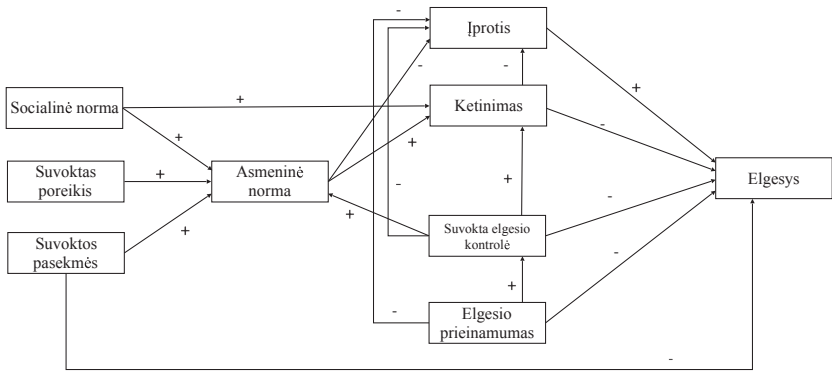 Įprotis
Socialinė norma
Ketinimas
Suvoktas
poreikis
Asmeninė
norma
Elgesys
Suvoktos
pasekmės
Suvokta elgesio
kontrolė
Elgesio
prieinamumas
-
-
-
-
+
+
+
+
+
+
-
+
+
+
-
-
-
-
-